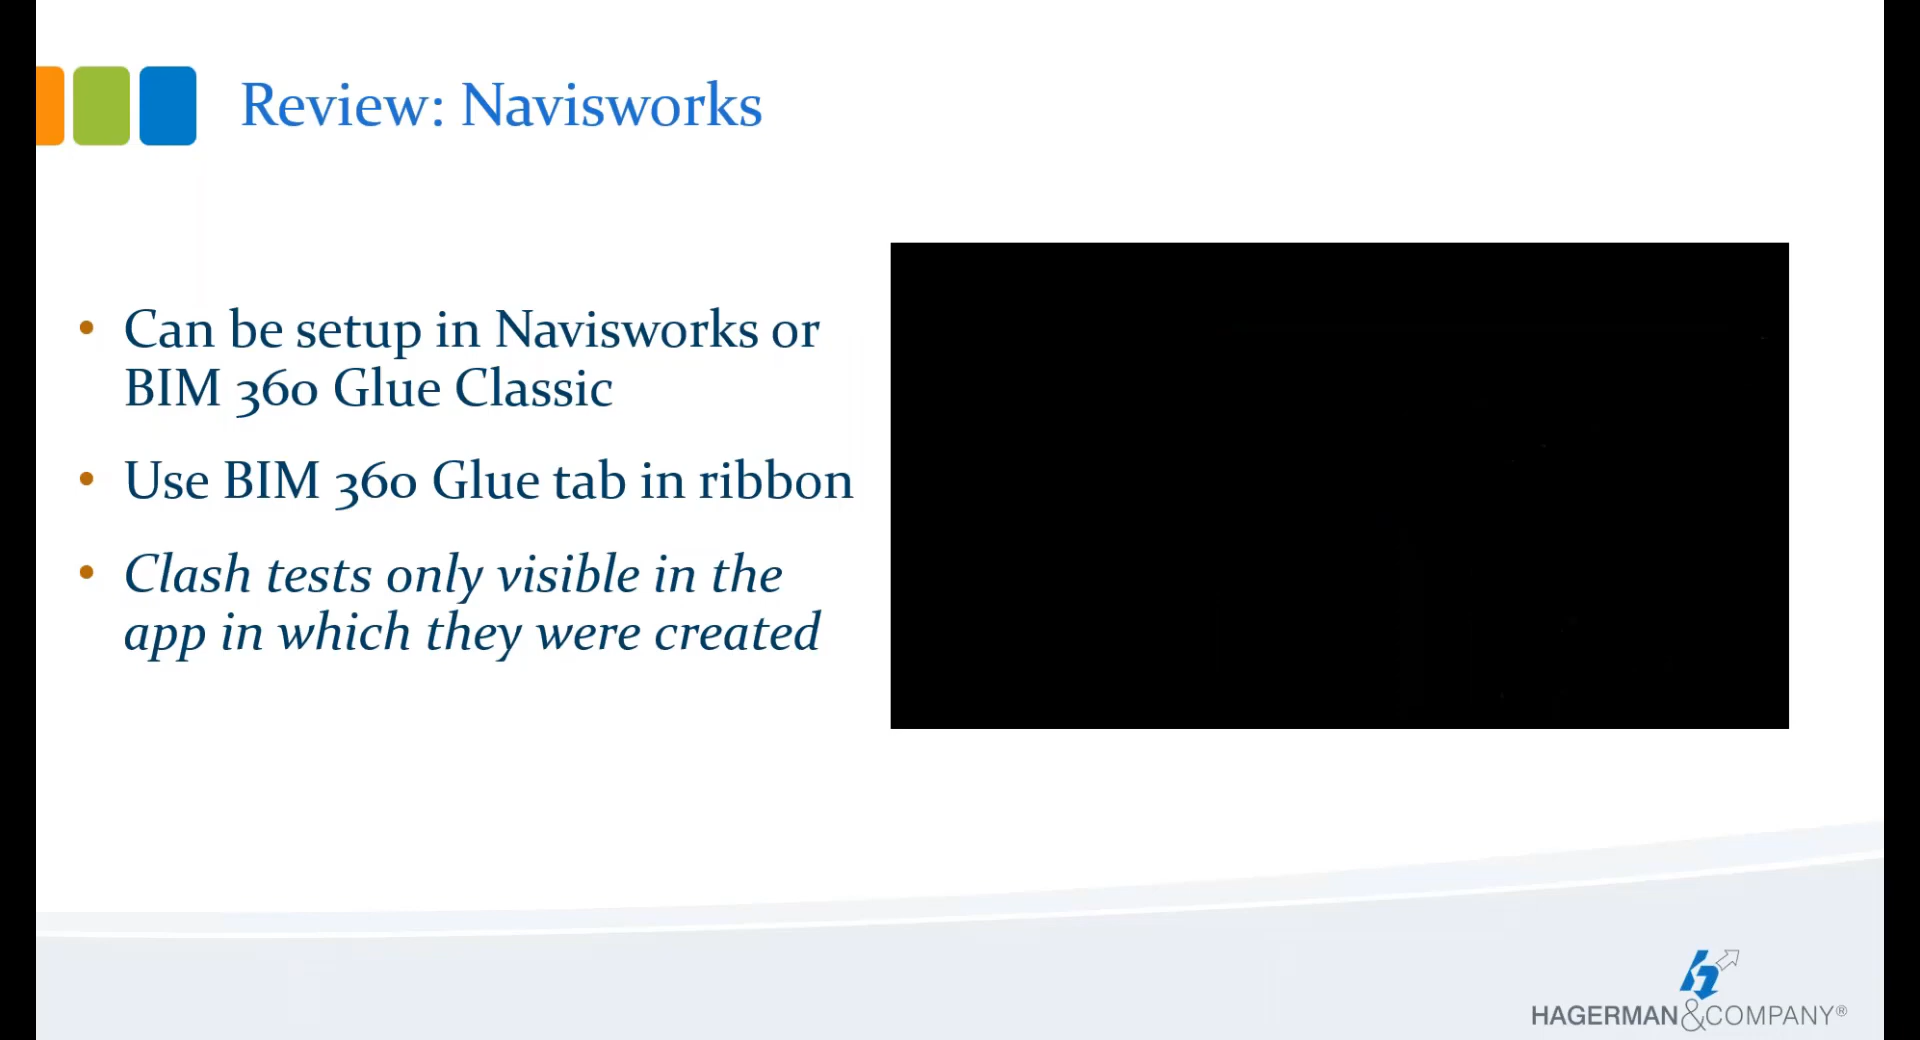 Review: Navisworks
• Can be setup in Navisworks or
BIM 360 Glue Classic
• Use BIM 360 Glue tab in ribbon
• Clash tests only visible in the
app in which they were created
HAGERMAN&COMPANY®